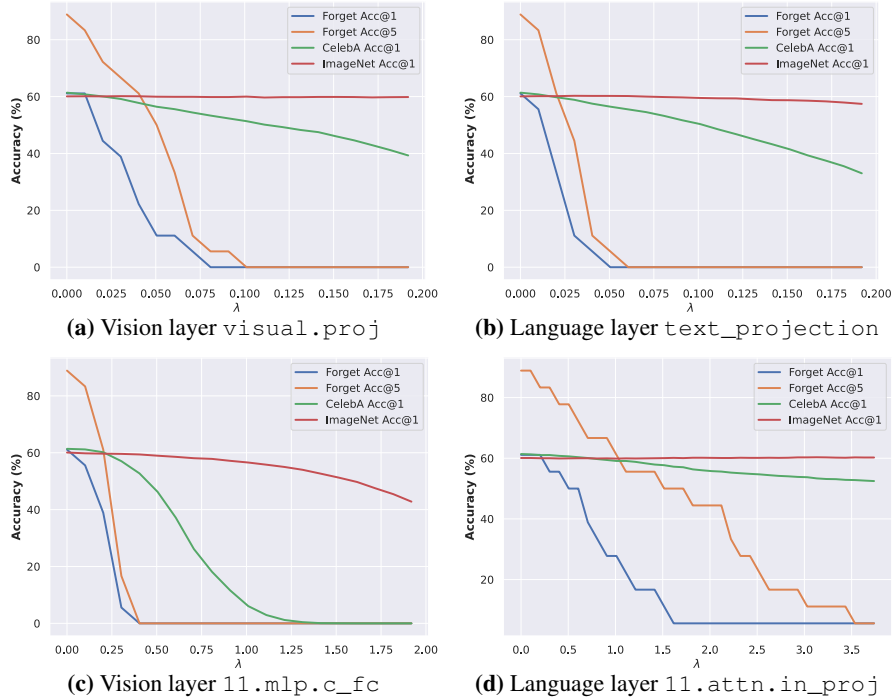 Forget Acc@1
Forget Acc@5
CelebA Acc@1
ImageNet Acc@1
Accuracy (%)
80
60
40
20
0
0.000 0.025 0.050 0.075 0.100 0.125 0.150 0.175 0.200
λ
(a) Vision layer visual.proj
Forget Acc@1
Forget Acc@5
CelebA Acc@1
ImageNet Acc@1
Accuracy (%)
80
60
40
20
0
0.000 0.025 0.050 0.075 0.100 0.125 0.150 0.175 0.200
λ
(b) Language layer text_projection
Forget Acc@1
Forget Acc@5
CelebA Acc@1
ImageNet Acc@1
Accuracy (%)
80
60
40
20
0
0.00 0.25 0.50 0.75 1.00 1.25 1.50 1.75 2.00
λ
(c) Vision layer 11.mlp.c_fc
Forget Acc@1
Forget Acc@5
CelebA Acc@1
ImageNet Acc@1
Accuracy (%)
80
60
40
20
0.0 0.5 1.0 1.5 2.0 2.5 3.0 3.5
λ
(d) Language layer 11.attn.in_proj